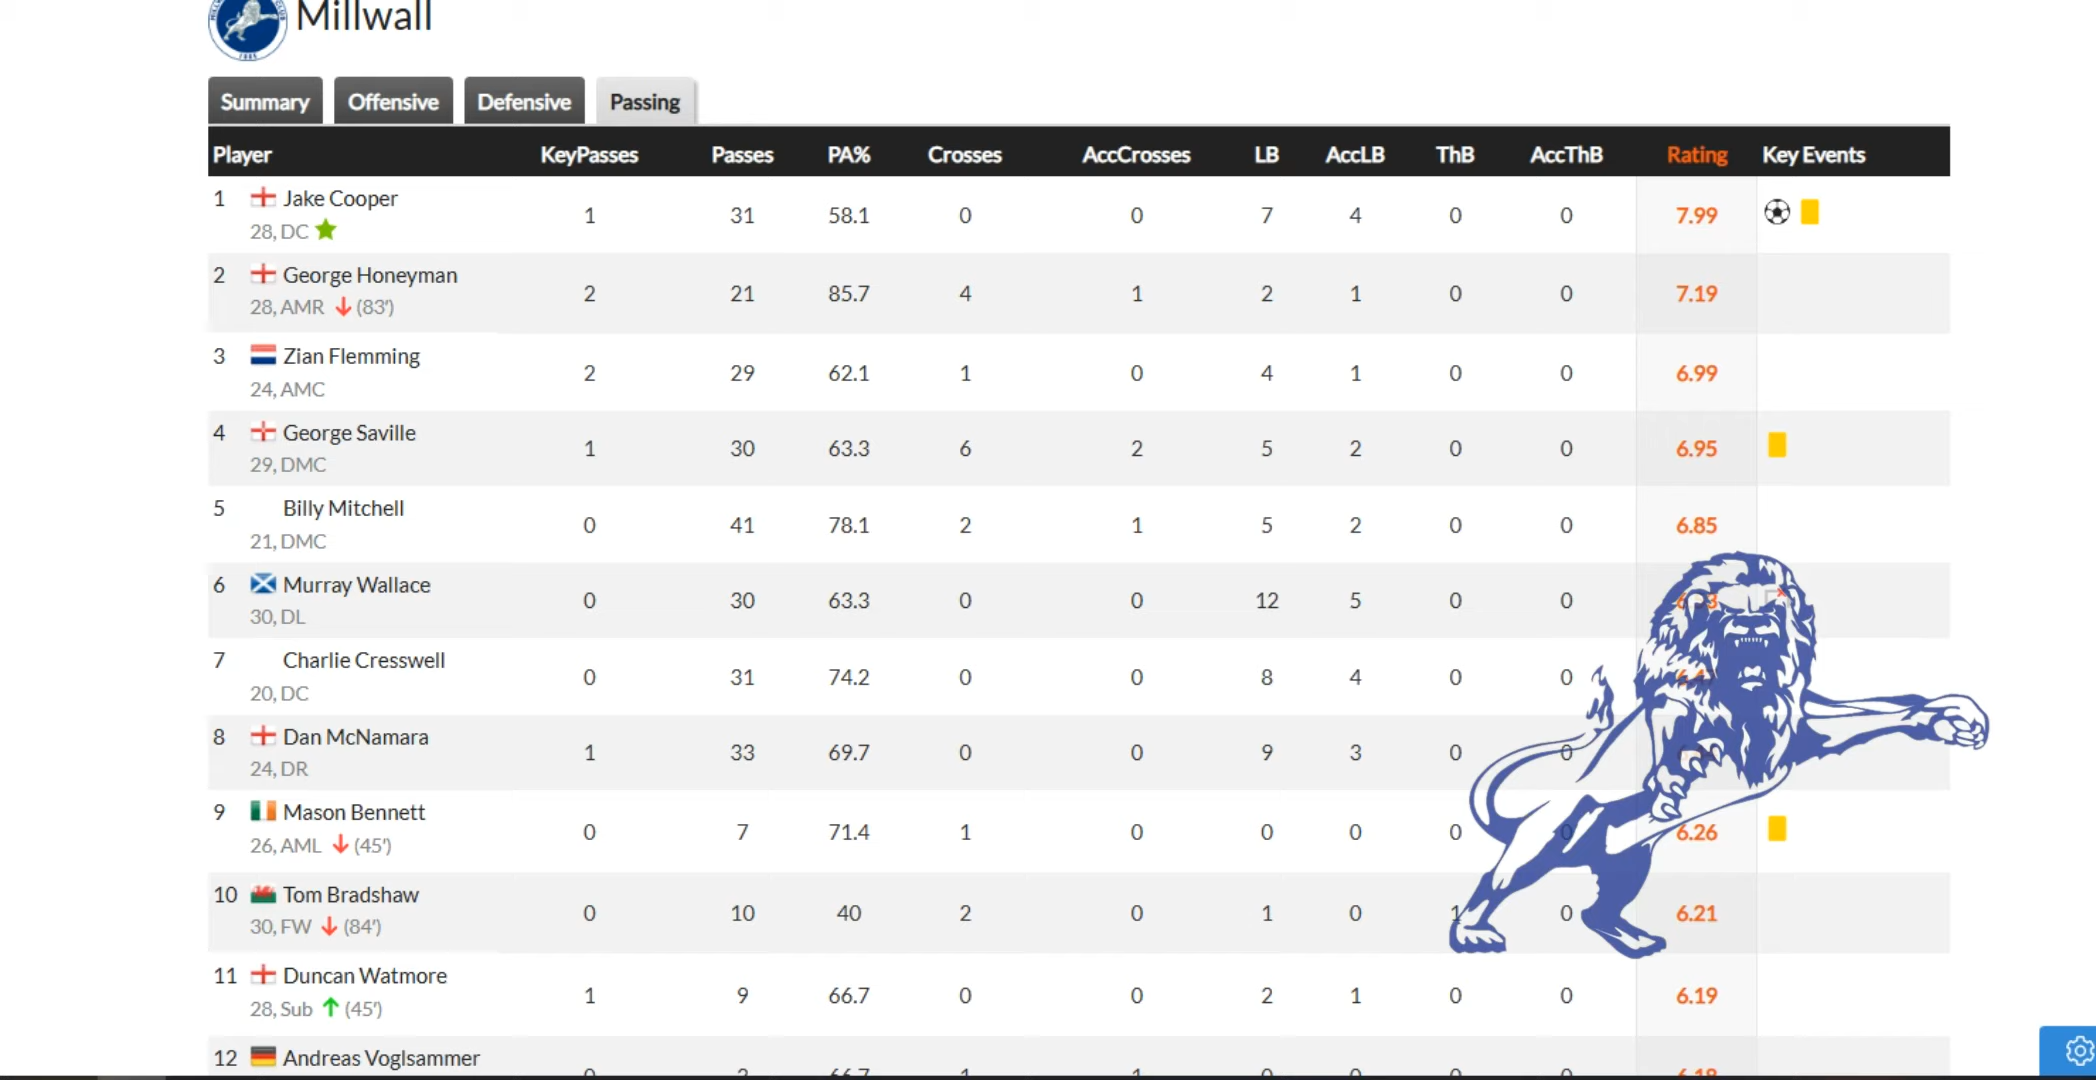 Millwall
Summary Offensive Defensive Passing
Player KeyPasses Passes PA% Crosses AccCrosses LB AccLB ThB AccThB Rating Key Events
1 Jake Cooper
28, DC
1 31 58.1 0 0 7 4 0 0 7.99
2 George Honeyman
28, AMR (83')
2 21 85.7 4 1 2 1 0 0 7.19
3 Zian Flemming
24, AMC
2 29 62.1 1 0 4 1 0 0 6.99
4 George Saville
29, DMC
1 30 63.3 6 2 5 2 0 0 6.95
5 Billy Mitchell
21, DMC
0 41 78.1 2 1 5 2 0 0 6.85
6 Murray Wallace
30, DL
0 30 63.3 0 0 12 5 0 0
7 Charlie Cresswell
20, DC
0 31 74.2 0 0 8 4 0 0
8 Dan McNamara
24, DR
1 33 69.7 0 0 9 3 0 0
9 Mason Bennett
26, AML (45')
0 7 71.4 1 0 0 0 0 0 6.26
10 Tom Bradshaw
30, FW (84')
0 10 40 2 0 1 0 1 0 6.21
11 Duncan Watmore
28, Sub (45')
1 9 66.7 0 0 2 1 0 0 6.19
12 Andreas Voglsammer